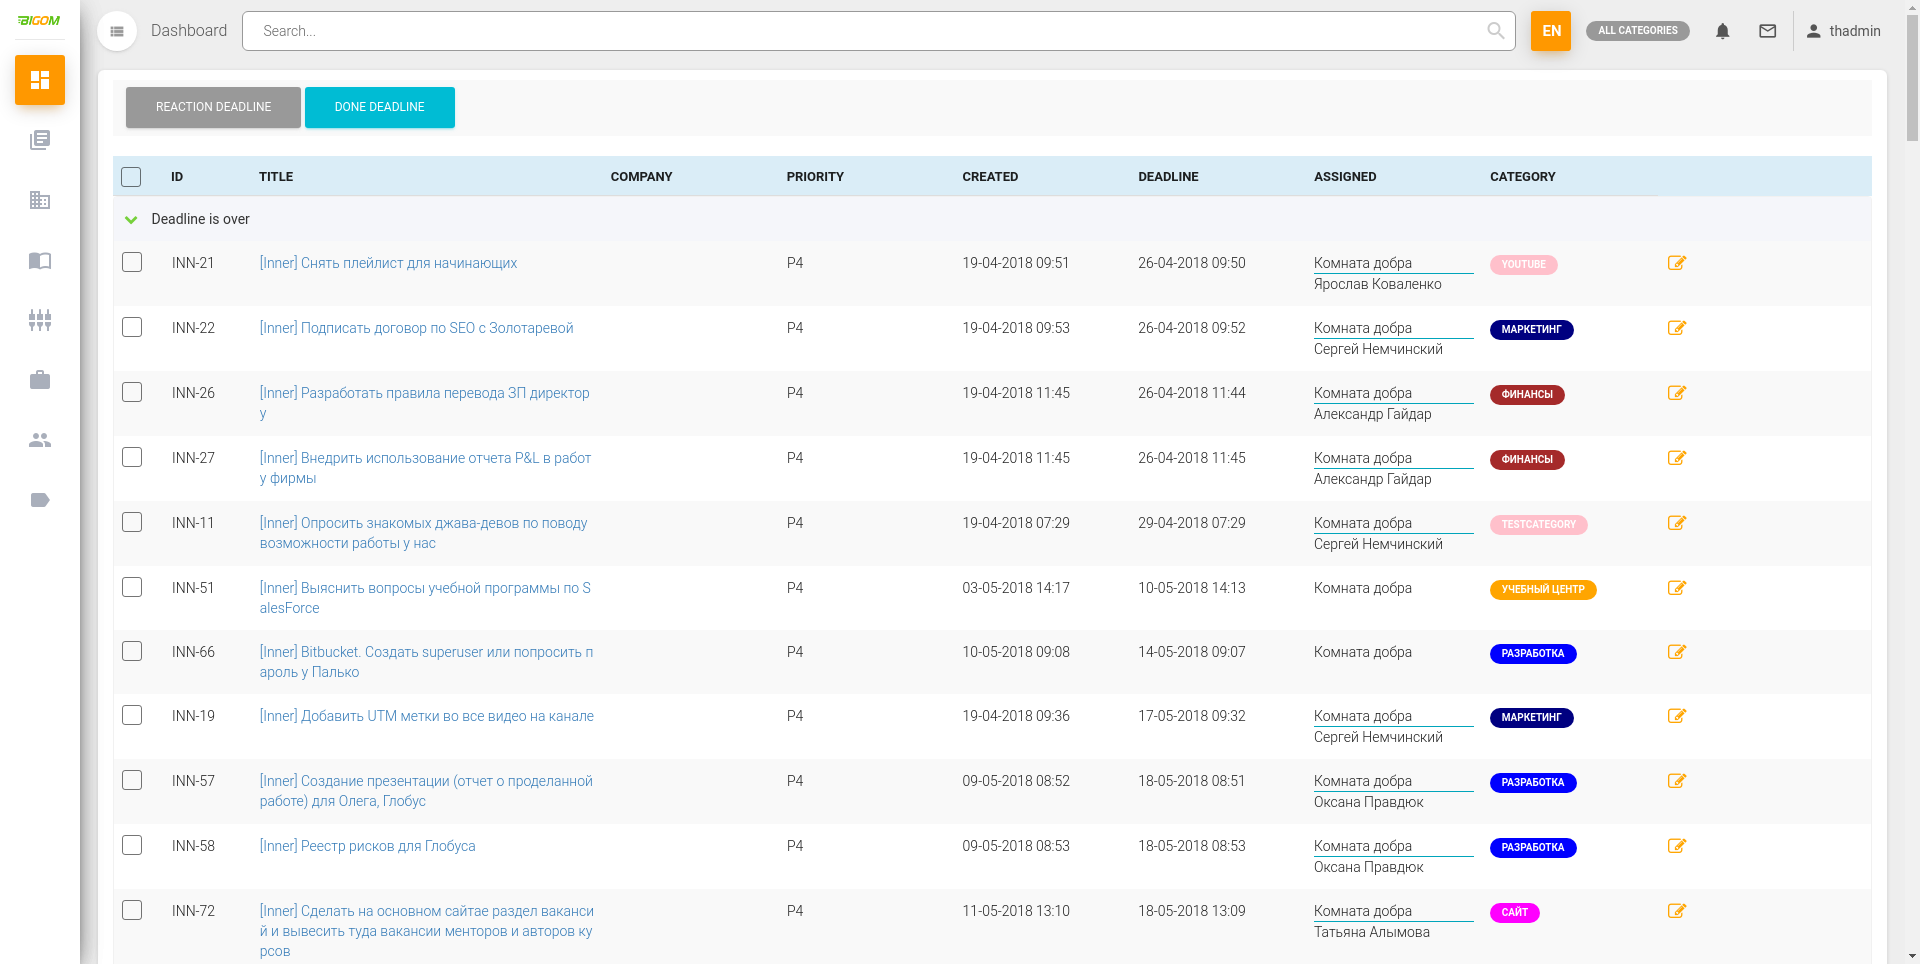 BIGOM
Dashboard
Search...
EN
ALL CATEGORIES
thadmin
REACTION DEADLINE
DONE DEADLINE
ID TITLE COMPANY PRIORITY CREATED DEADLINE ASSIGNED CATEGORY
Deadline is over
INN-21 [Inner] Снять плейлист для начинающих P4 19-04-2018 09:51 26-04-2018 09:50 Комната добра YOUTUBE
Ярослав Коваленко
INN-22 [Inner] Подписать договор по SEO с Золотаревой P4 19-04-2018 09:53 26-04-2018 09:52 Комната добра МАРКЕТИНГ
Сергей Немчинский
INN-26 [Inner] Разработать правила перевода ЗП директор P4 19-04-2018 11:45 26-04-2018 11:44 Комната добра ФИНАНСЫ
у Александр Гайдар
INN-27 [Inner] Внедрить использование отчета P&L в работ P4 19-04-2018 11:45 26-04-2018 11:45 Комната добра ФИНАНСЫ
у фирмы Александр Гайдар
INN-11 [Inner] Опросить знакомых джава-девов по поводу P4 19-04-2018 07:29 29-04-2018 07:29 Комната добра TESTCATEGORY
возможности работы у нас Сергей Немчинский
INN-51 [Inner] Выяснить вопросы учебной программы по S P4 03-05-2018 14:17 10-05-2018 14:13 Комната добра УЧЕБНЫЙ ЦЕНТР
alesForce
INN-66 [Inner] Bitbucket. Создать superuser или попросить п P4 10-05-2018 09:08 14-05-2018 09:07 Комната добра РАЗРАБОТКА
ароль у Палько
INN-19 [Inner] Добавить UTM метки во все видео на канале P4 19-04-2018 09:36 17-05-2018 09:32 Комната добра МАРКЕТИНГ
Сергей Немчинский
INN-57 [Inner] Создание презентации (отчет о проделанной P4 09-05-2018 08:52 18-05-2018 08:51 Комната добра РАЗРАБОТКА
работе) для Олега, Глобус Оксана Правдюк
INN-58 [Inner] Реестр рисков для Глобуса P4 09-05-2018 08:53 18-05-2018 08:53 Комната добра РАЗРАБОТКА
Оксана Правдюк
INN-72 [Inner] Сделать на основном сайтае раздел ваканси P4 11-05-2018 13:10 18-05-2018 13:09 Комната добра САЙТ
й и вывесить туда вакансии менторов и авторов ку Татьяна Алымова
рсов